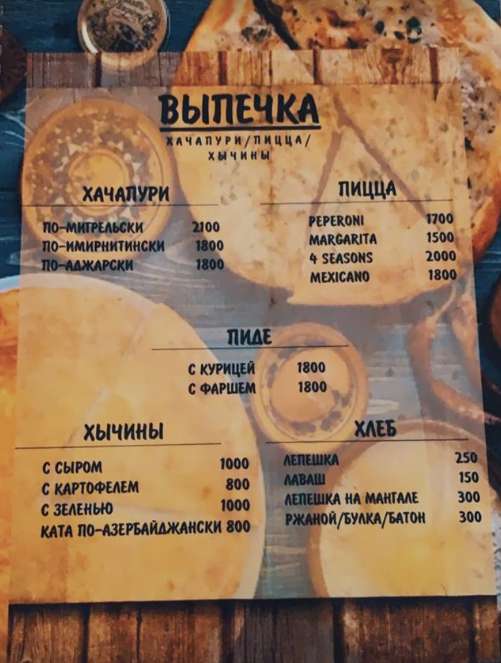 ВЫПЕЧКА
ХАЧАПУРИ/ПИЦЦА/
ХЫЧИНЫ
ХАЧАПУРИ
ПО-МИГРЕЛЬСКИ 2100
ПО-ИМИРНИТИНСКИ 1800
ПО-АДЖАРСКИ 1800
ПИЦЦА
PEPERONI 1700
MARGARITA 1500
4 SEASONS 2000
MEXICANO 1800
ПИДЕ
С КУРИЦЕЙ 1800
С ФАРШЕМ 1800
ХЫЧИНЫ
С СЫРОМ 1000
С КАРТОФЕЛЕМ 800
С ЗЕЛЕНЬЮ 1000
КАТА ПО-АЗЕРБАЙДЖАНСКИ 800
ХЛЕБ
ЛЕПЕШКА 250
ЛАВАШ 150
ЛЕПЕШКА НА МАНГАЛЕ 300
РЖАНОЙ/БУЛКА/БАТОН 300